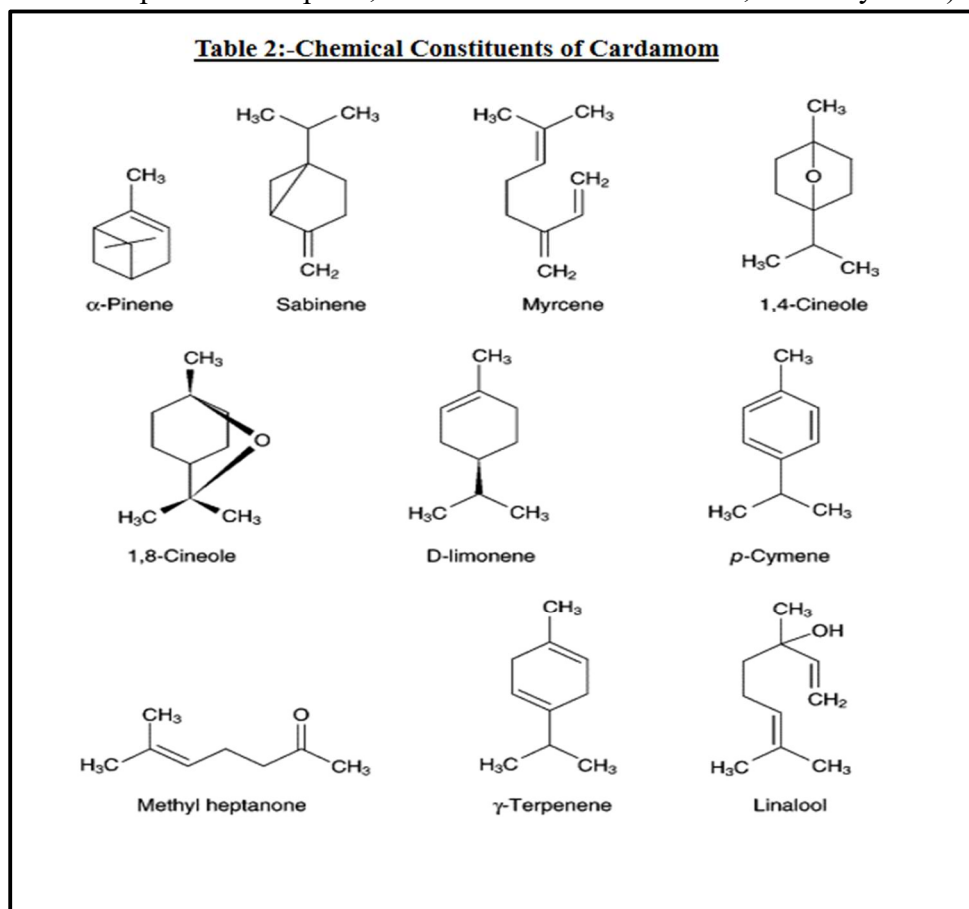 Table 2:-Chemical Constituents of Cardamom
CH₃
α-Pinene
H₃C CH₃
CH₂
Sabinene
H₃C CH₃
CH₂
CH₂
Myrcene
CH₃
O
H₃C CH₃
1,4-Cineole
CH₃
O
H₃C CH₃
1,8-Cineole
CH₃
H₃C CH₃
D-limonene
CH₃
H₃C CH₃
p-Cymene
CH₃
H₃C
O
CH₃
Methyl heptanone
CH₃
H₃C CH₃
γ-Terpenene
CH₃
OH
CH₂
H₃C CH₃
Linalool